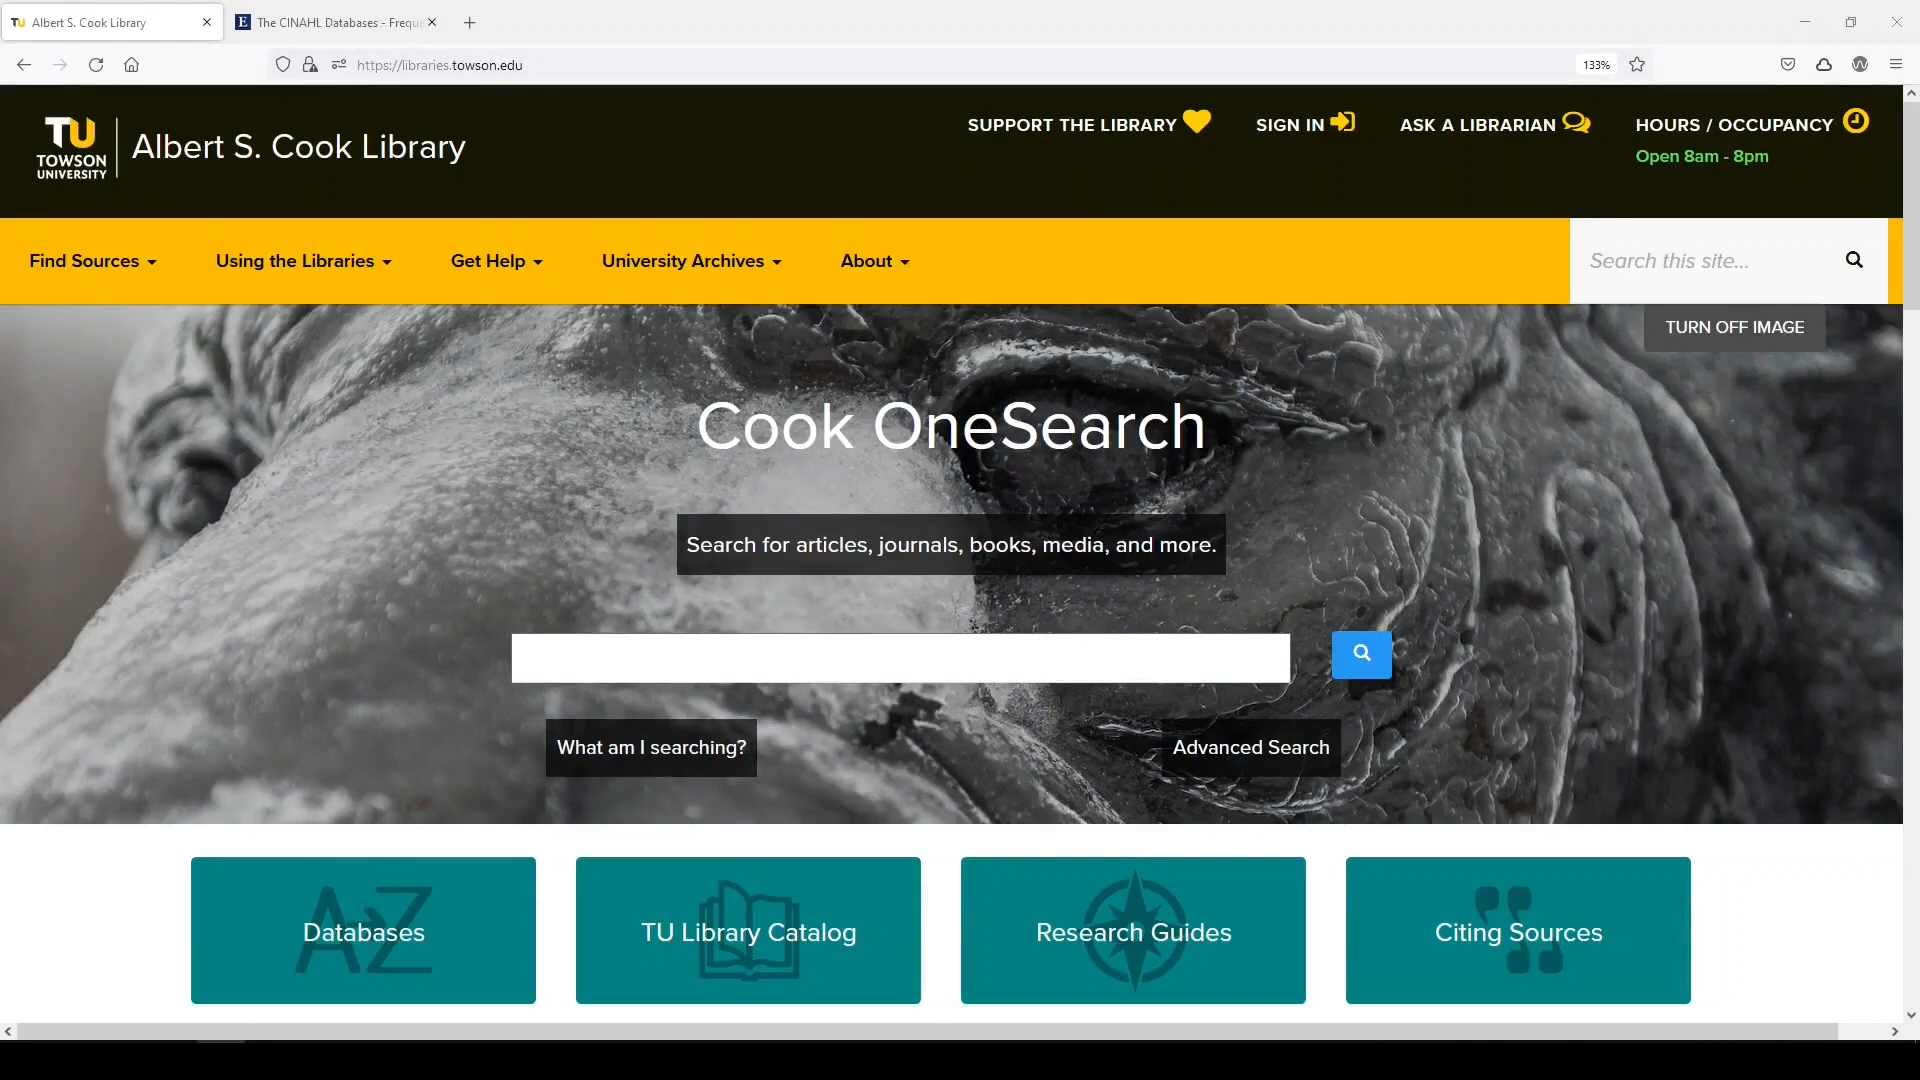 Albert S. Cook Library
The CINAHL Databases - Freque
https://libraries.towson.edu
133%
TU
TOWSON
UNIVERSITY
Albert S. Cook Library
SUPPORT THE LIBRARY
SIGN IN
ASK A LIBRARIAN
HOURS / OCCUPANCY
Open 8am - 8pm
Find Sources
Using the Libraries
Get Help
University Archives
About
Search this site...
TURN OFF IMAGE
Cook OneSearch
Search for articles, journals, books, media, and more.
What am I searching?
Advanced Search
Databases
TU Library Catalog
Research Guides
Citing Sources